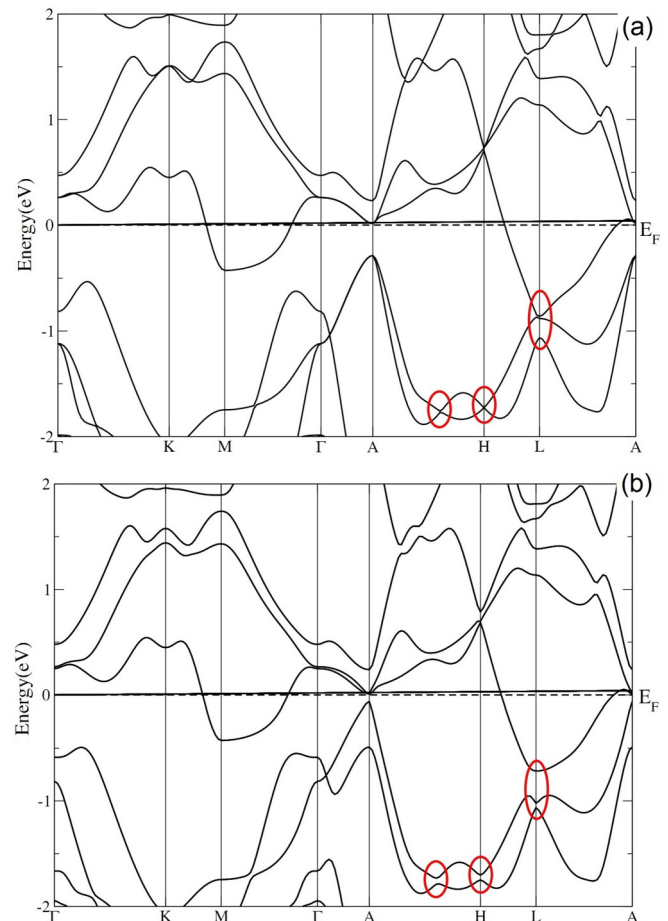 (a)
2
1
0
-1
-2
Energy(eV)
E_F
Γ K M Γ A H L A
(b)
2
1
0
-1
-2
Energy(eV)
E_F
Γ K M Γ A H L A